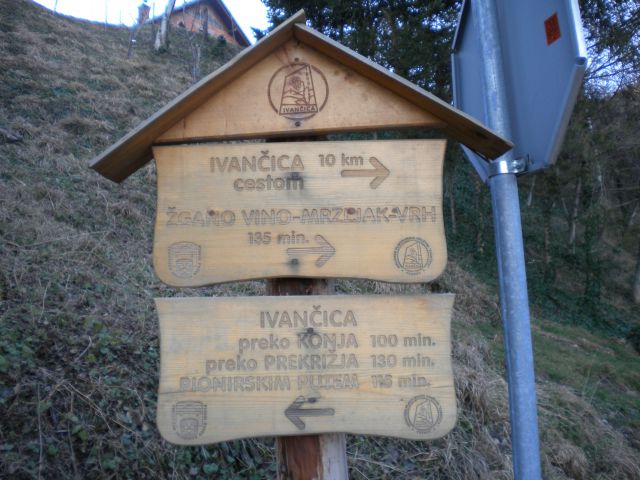 IVANČICA
IVANČICA 10 km
cestom
ŽGANO VINO-MRZLJAK-VRH
135 min.
IVANČICA
preko KONJA 100 min.
preko PREKRIŽJA 130 min.
PIONIRSKIM PUTEM 115 min.